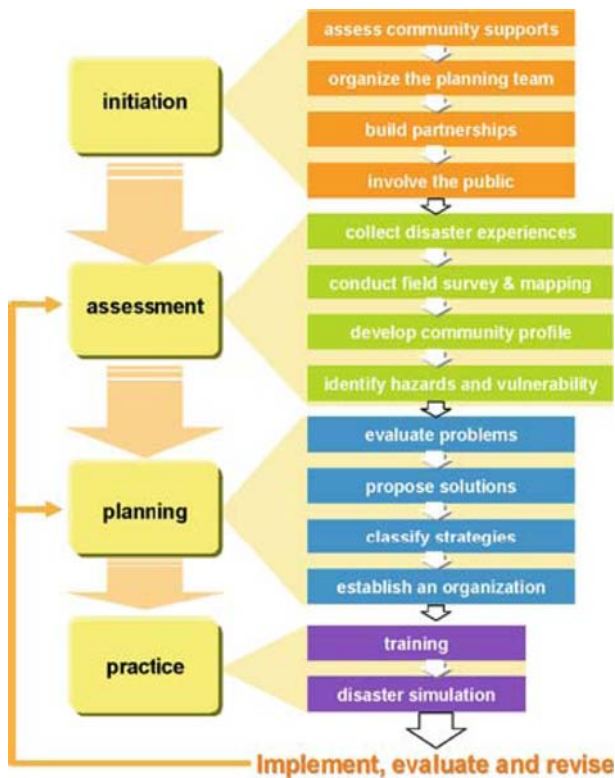 initiation
assess community supports
organize the planning team
build partnerships
involve the public
assessment
collect disaster experiences
conduct field survey & mapping
develop community profile
identify hazards and vulnerability
planning
evaluate problems
propose solutions
classify strategies
establish an organization
practice
training
disaster simulation
Implement, evaluate and revise